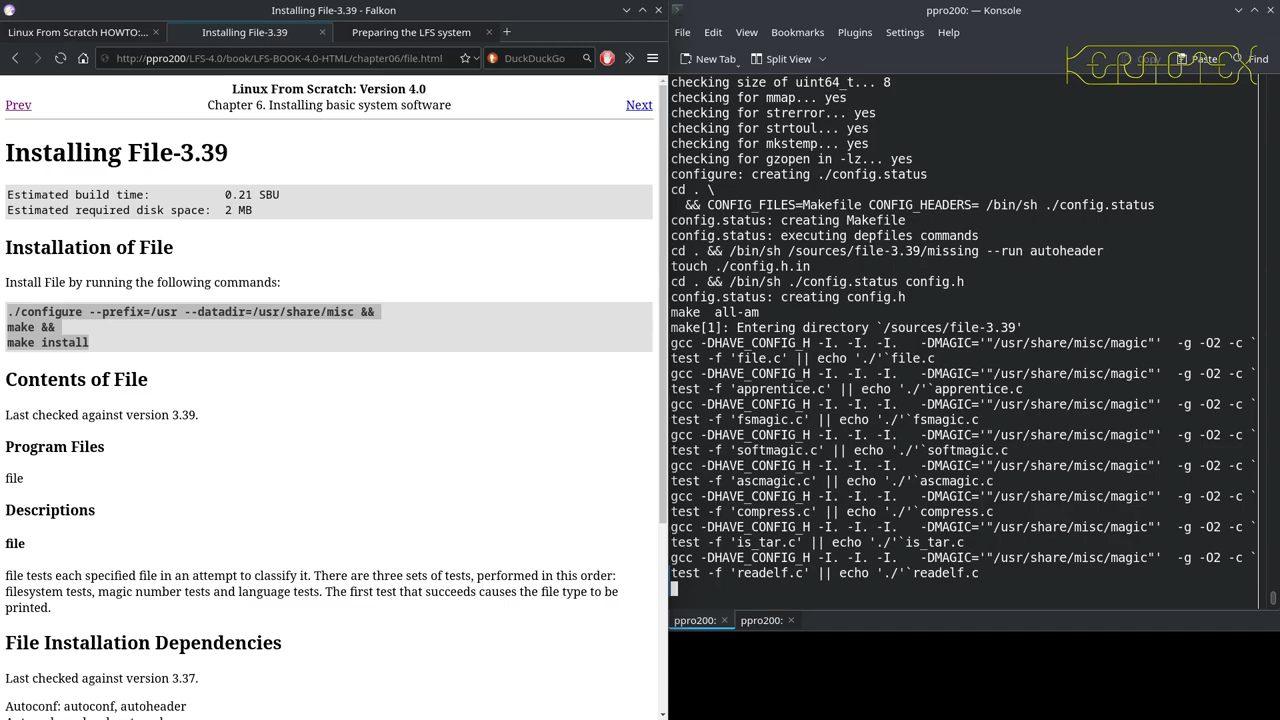 Installing File-3.39 - Falkon
Linux From Scratch HOWTO:...
Installing File-3.39
Preparing the LFS system
http://ppro200/LFS-4.0/book/LFS-BOOK-4.0-HTML/chapter06/file.html
DuckDuckGo
Linux From Scratch: Version 4.0
Prev
Chapter 6. Installing basic system software
Next
Installing File-3.39
Estimated build time: 0.21 SBU
Estimated required disk space: 2 MB
Installation of File
Install File by running the following commands:
./configure --prefix=/usr --datadir=/usr/share/misc &&
make &&
make install
Contents of File
Last checked against version 3.39.
Program Files
file
Descriptions
file
file tests each specified file in an attempt to classify it. There are three sets of tests, performed in this order:
filesystem tests, magic number tests and language tests. The first test that succeeds causes the file type to be
printed.
File Installation Dependencies
Last checked against version 3.37.
Autoconf: autoconf, autoheader
ppro200: — Konsole
File Edit View Bookmarks Plugins Settings Help
New Tab Split View Copy Paste Find
checking size of uint64_t... 8
checking for mmap... yes
checking for strerror... yes
checking for strtoul... yes
checking for mkstemp... yes
checking for gzopen in -lz... yes
configure: creating ./config.status
cd . \
&& CONFIG_FILES=Makefile CONFIG_HEADERS= /bin/sh ./config.status
config.status: creating Makefile
config.status: executing depfiles commands
cd . && /bin/sh /sources/file-3.39/missing --run autoheader
touch ./config.h.in
cd . && /bin/sh ./config.status config.h
config.status: creating config.h
make  all-am
make[1]: Entering directory `/sources/file-3.39'
gcc -DHAVE_CONFIG_H -I. -I. -I.   -DMAGIC='"/usr/share/misc/magic"'  -g -O2 -c `
test -f 'file.c' || echo './'`file.c
gcc -DHAVE_CONFIG_H -I. -I. -I.   -DMAGIC='"/usr/share/misc/magic"'  -g -O2 -c `
test -f 'apprentice.c' || echo './'`apprentice.c
gcc -DHAVE_CONFIG_H -I. -I. -I.   -DMAGIC='"/usr/share/misc/magic"'  -g -O2 -c `
test -f 'fsmagic.c' || echo './'`fsmagic.c
gcc -DHAVE_CONFIG_H -I. -I. -I.   -DMAGIC='"/usr/share/misc/magic"'  -g -O2 -c `
test -f 'softmagic.c' || echo './'`softmagic.c
gcc -DHAVE_CONFIG_H -I. -I. -I.   -DMAGIC='"/usr/share/misc/magic"'  -g -O2 -c `
test -f 'ascmagic.c' || echo './'`ascmagic.c
gcc -DHAVE_CONFIG_H -I. -I. -I.   -DMAGIC='"/usr/share/misc/magic"'  -g -O2 -c `
test -f 'compress.c' || echo './'`compress.c
gcc -DHAVE_CONFIG_H -I. -I. -I.   -DMAGIC='"/usr/share/misc/magic"'  -g -O2 -c `
test -f 'is_tar.c' || echo './'`is_tar.c
gcc -DHAVE_CONFIG_H -I. -I. -I.   -DMAGIC='"/usr/share/misc/magic"'  -g -O2 -c `
test -f 'readelf.c' || echo './'`readelf.c
ppro200:
ppro200: